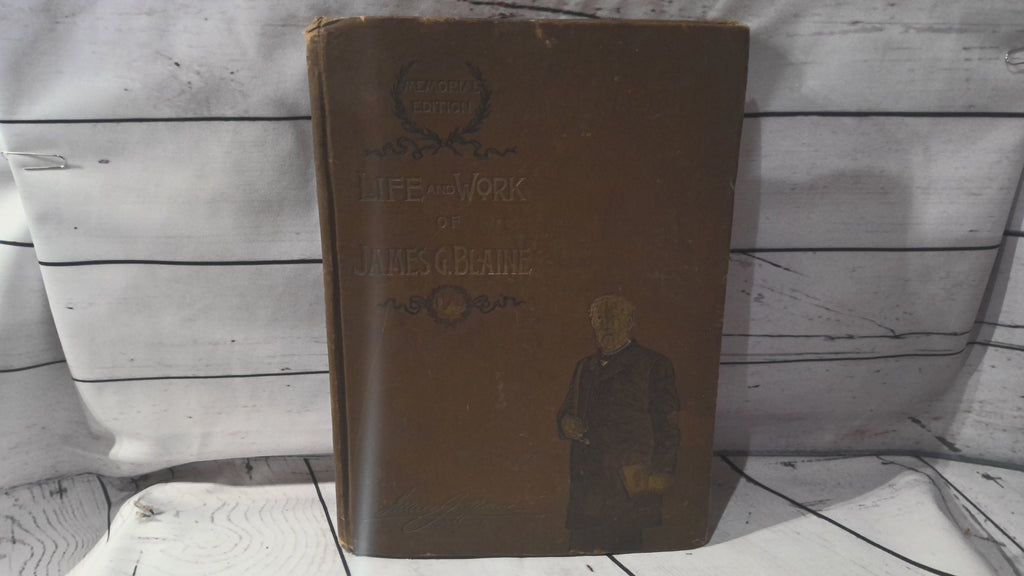 MEMORIAL
EDITION
LIFE AND WORK
OF
JAMES G. BLAINE